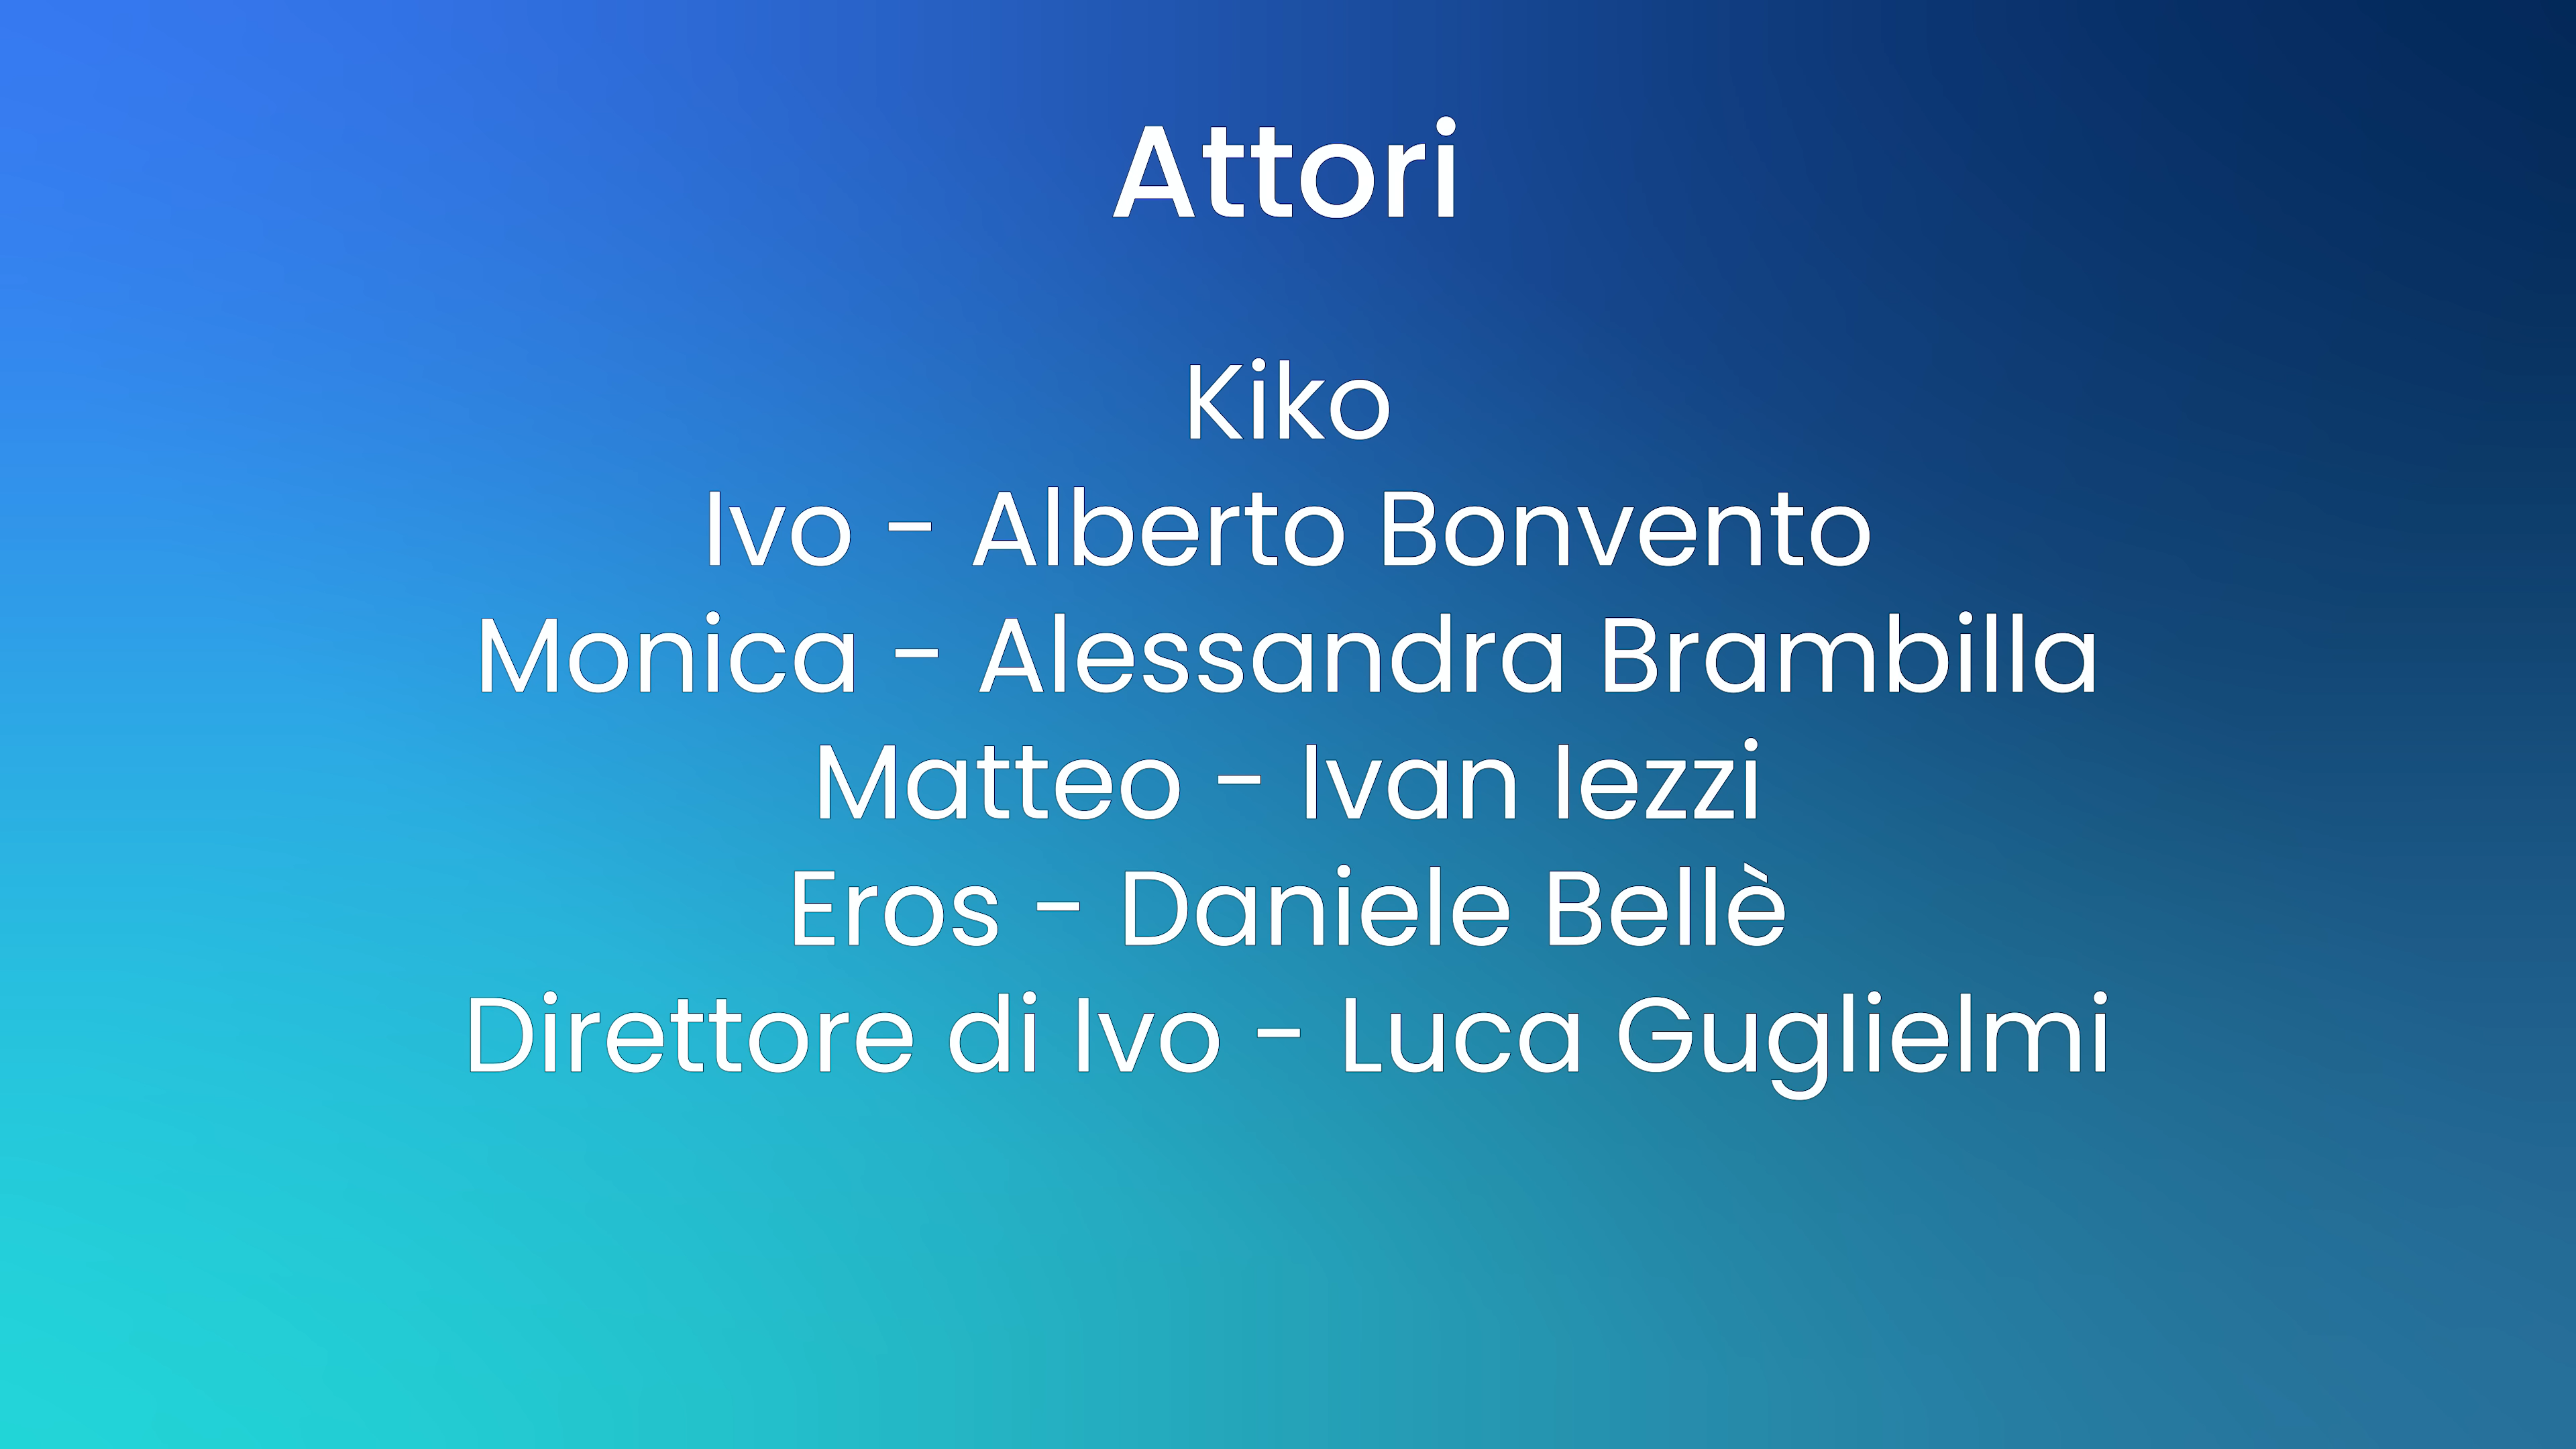 Attori
Kiko
Ivo - Alberto Bonvento
Monica - Alessandra Brambilla
Matteo - Ivan Iezzi
Eros - Daniele Bellè
Direttore di Ivo - Luca Guglielmi